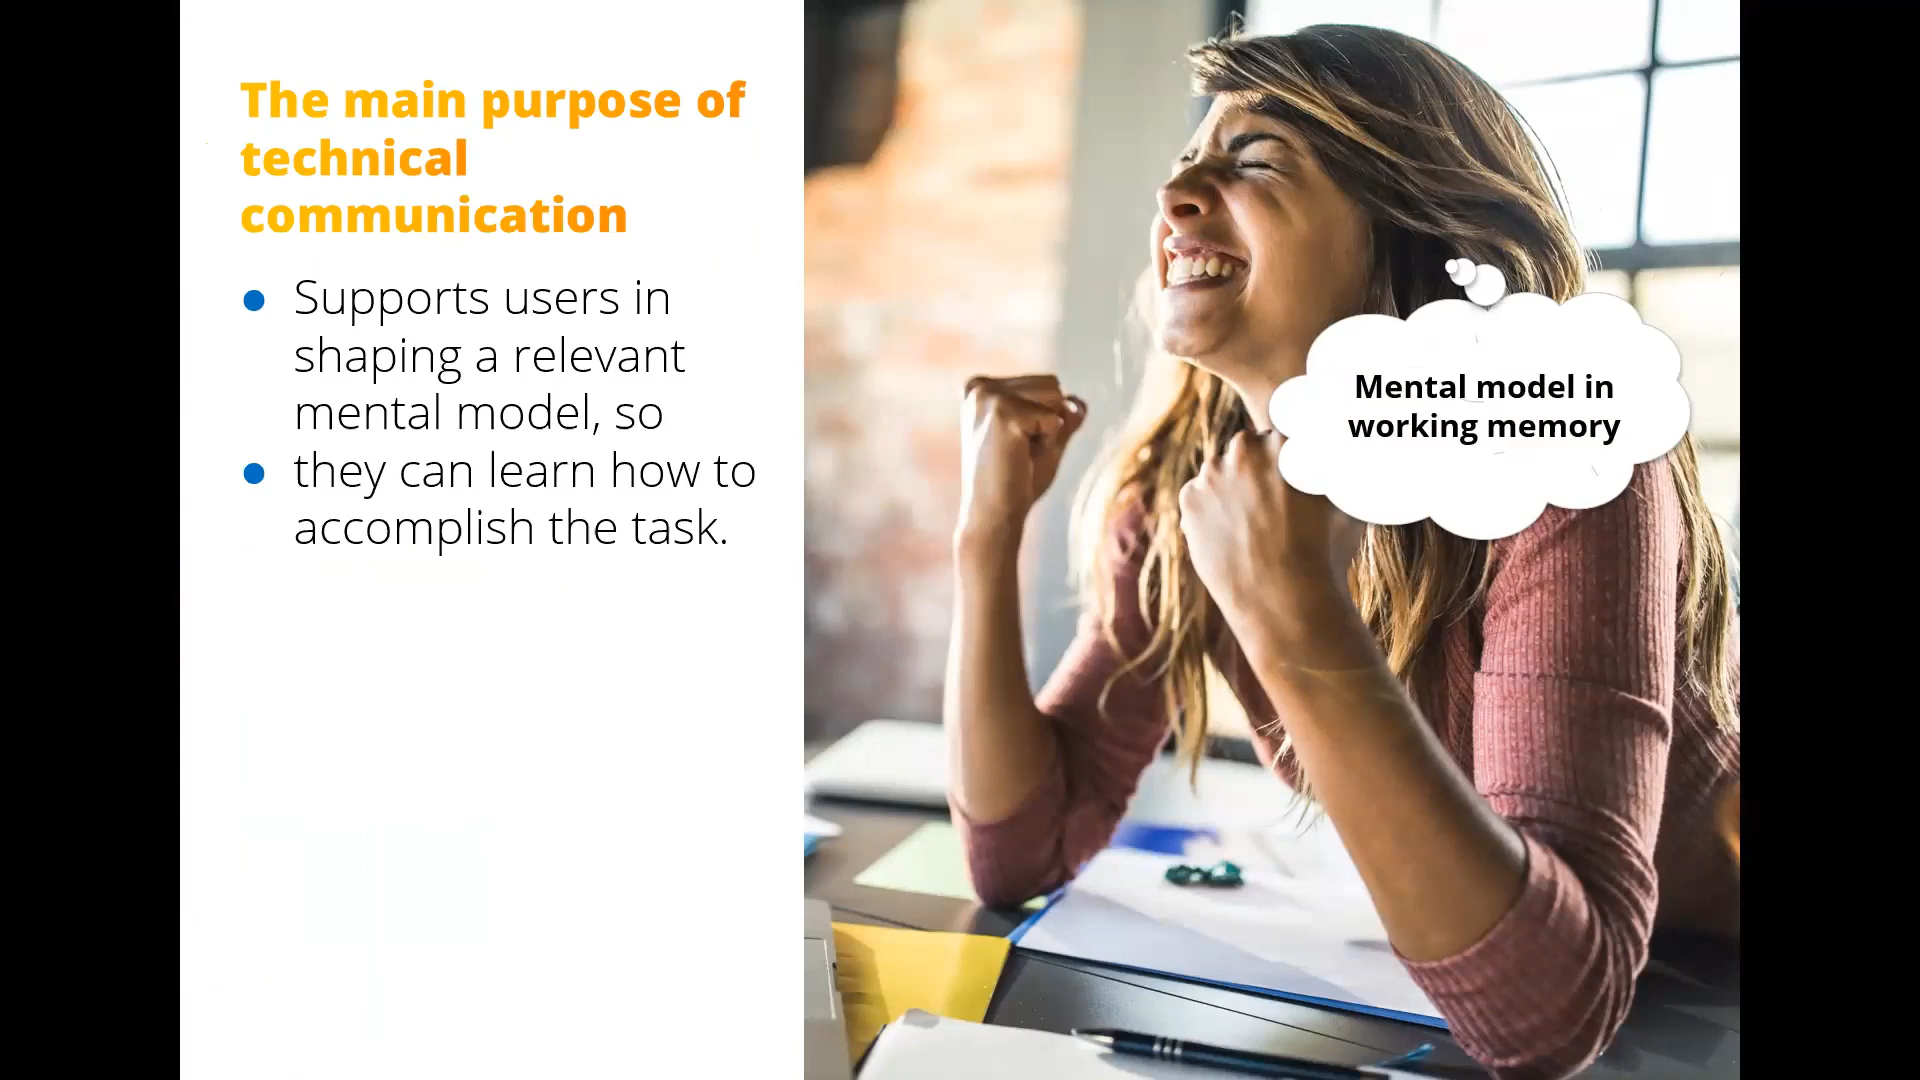 The main purpose of
technical
communication
Supports users in
shaping a relevant
mental model, so
they can learn how to
accomplish the task.
Mental model in
working memory